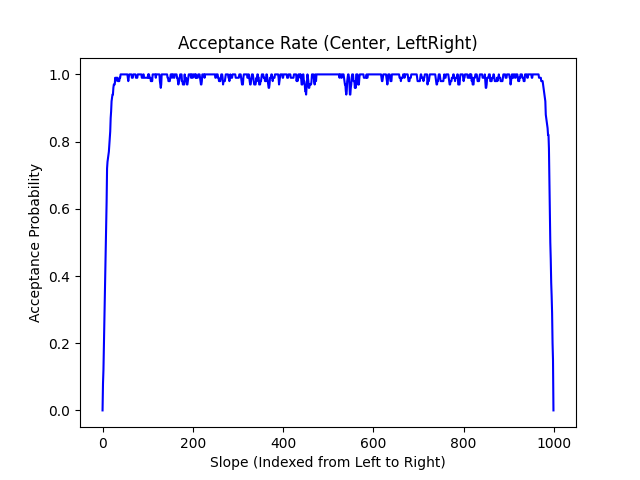 Acceptance Rate (Center, LeftRight)
1.0
0.8
0.6
0.4
0.2
0.0
Acceptance Probability
0 200 400 600 800 1000
Slope (Indexed from Left to Right)